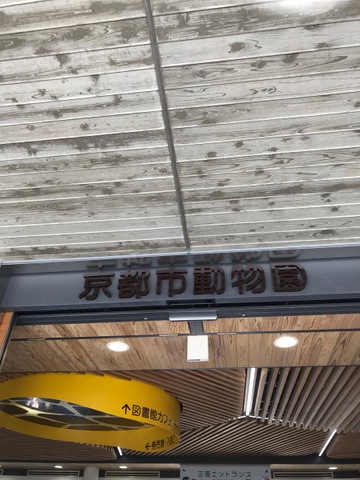 京都市動物園
↑図書館カフェ
正面エントランス